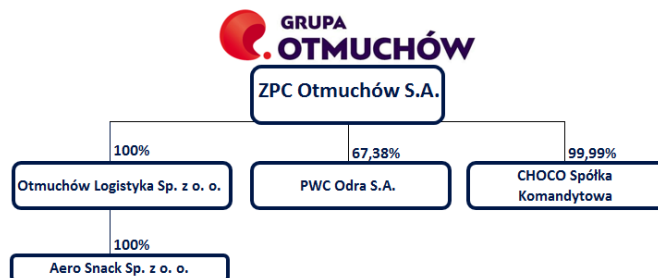 GRUPA
OTMUCHÓW
ZPC Otmuchów S.A.
100%
67,38%
99,99%
Otmuchów Logistyka Sp. z o. o.
PWC Odra S.A.
CHOCO Spółka
Komandytowa
100%
Aero Snack Sp. z o. o.